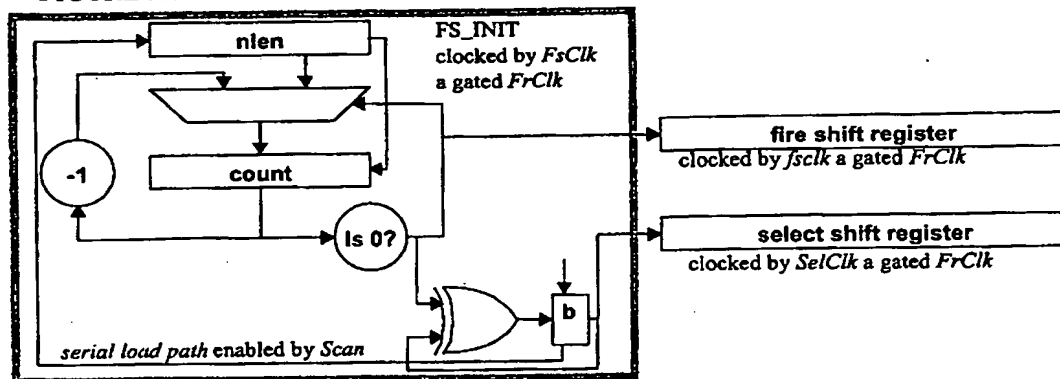 nlen
FS_INIT
clocked by FsClk
a gated FrClk
fire shift register
clocked by fsclk a gated FrClk
count
-1
Is 0?
select shift register
clocked by SelClk a gated FrClk
b
serial load path enabled by Scan